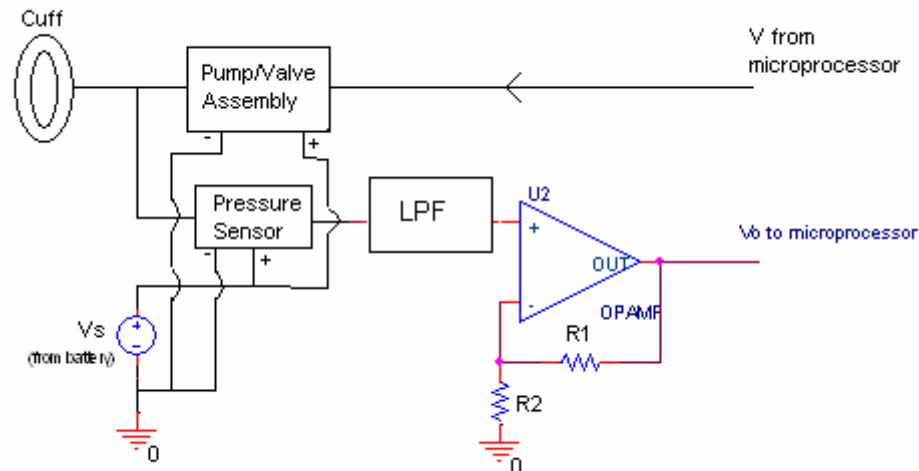 Cuff
V from
microprocessor
Pump/Valve
Assembly
-
+
Pressure
Sensor
-
+
LPF
U2
+
-
OUT
OPAMP
Vo to microprocessor
R1
R2
0
Vs
(from battery)
+
-
0